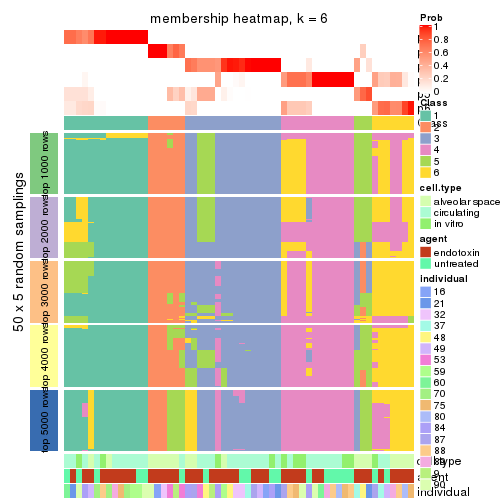 membership heatmap, k = 6
50 x 5 random samplings
top 1000 rows
top 2000 rows
top 3000 rows
top 4000 rows
top 5000 rows
cell.type
agent
individual
Prob
1
0.8
0.6
0.4
0.2
0
Class
1
2
3
4
5
6
cell.type
alveolar space
circulating
in vitro
agent
endotoxin
untreated
individual
16
21
32
37
48
49
53
59
60
70
75
80
84
87
88
90